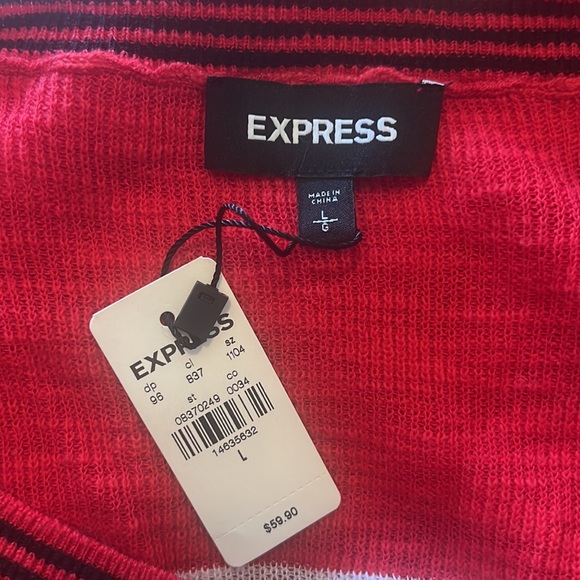 EXPRESS
MADE IN
CHINA
L
G
EXPRESS
dp cl sz
96 837 1104
st co
08370249 0034
14635632
L
$59.90